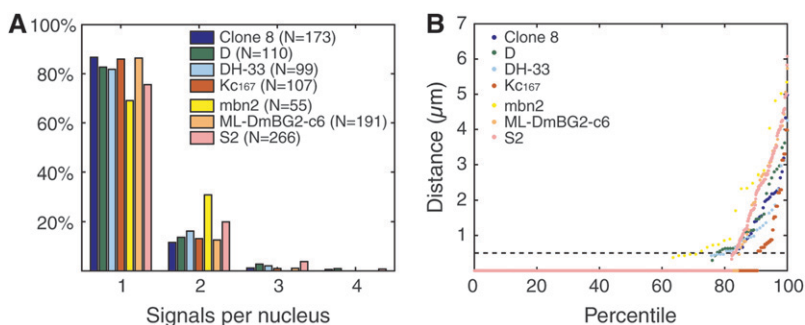 A
100%
80%
60%
40%
20%
Clone 8 (N=173)
D (N=110)
DH-33 (N=99)
Kc167 (N=107)
mbn2 (N=55)
ML-DmBG2-c6 (N=191)
S2 (N=266)
1 2 3 4
Signals per nucleus
B
Distance (µm)
7
6
5
4
3
2
1
Clone 8
D
DH-33
Kc167
mbn2
ML-DmBG2-c6
S2
0 20 40 60 80 100
Percentile